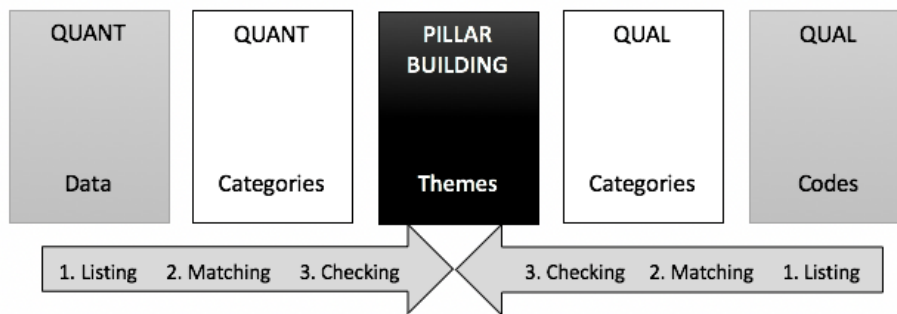 QUANT
Data
QUANT
Categories
PILLAR
BUILDING
Themes
QUAL
Categories
QUAL
Codes
1. Listing 2. Matching 3. Checking
3. Checking 2. Matching 1. Listing